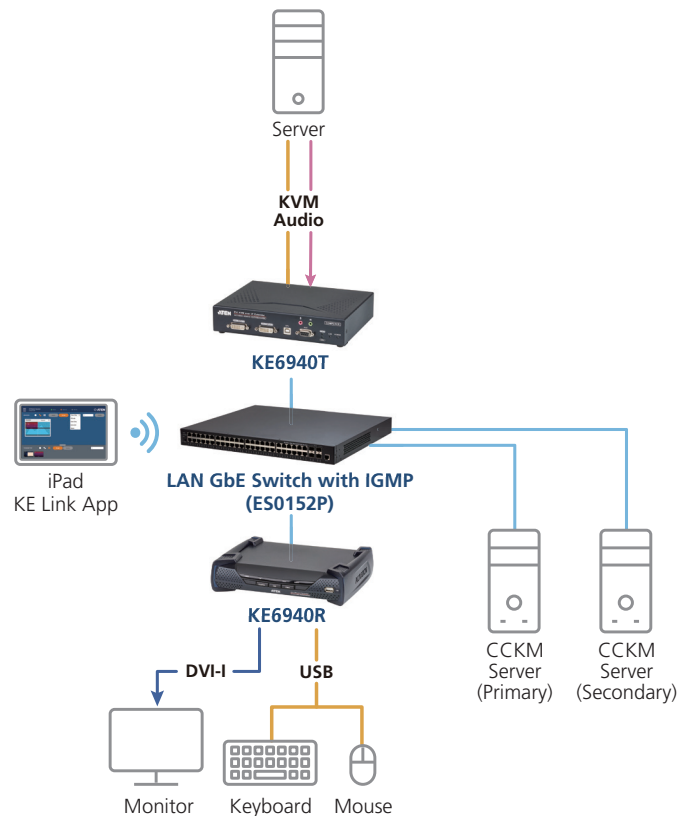 Server
KVM
Audio
ATEN
KE6940T
iPad
KE Link App
LAN GbE Switch with IGMP
(ES0152P)
KE6940R
DVI-I
USB
CCKM
Server
(Primary)
CCKM
Server
(Secondary)
Monitor
Keyboard
Mouse